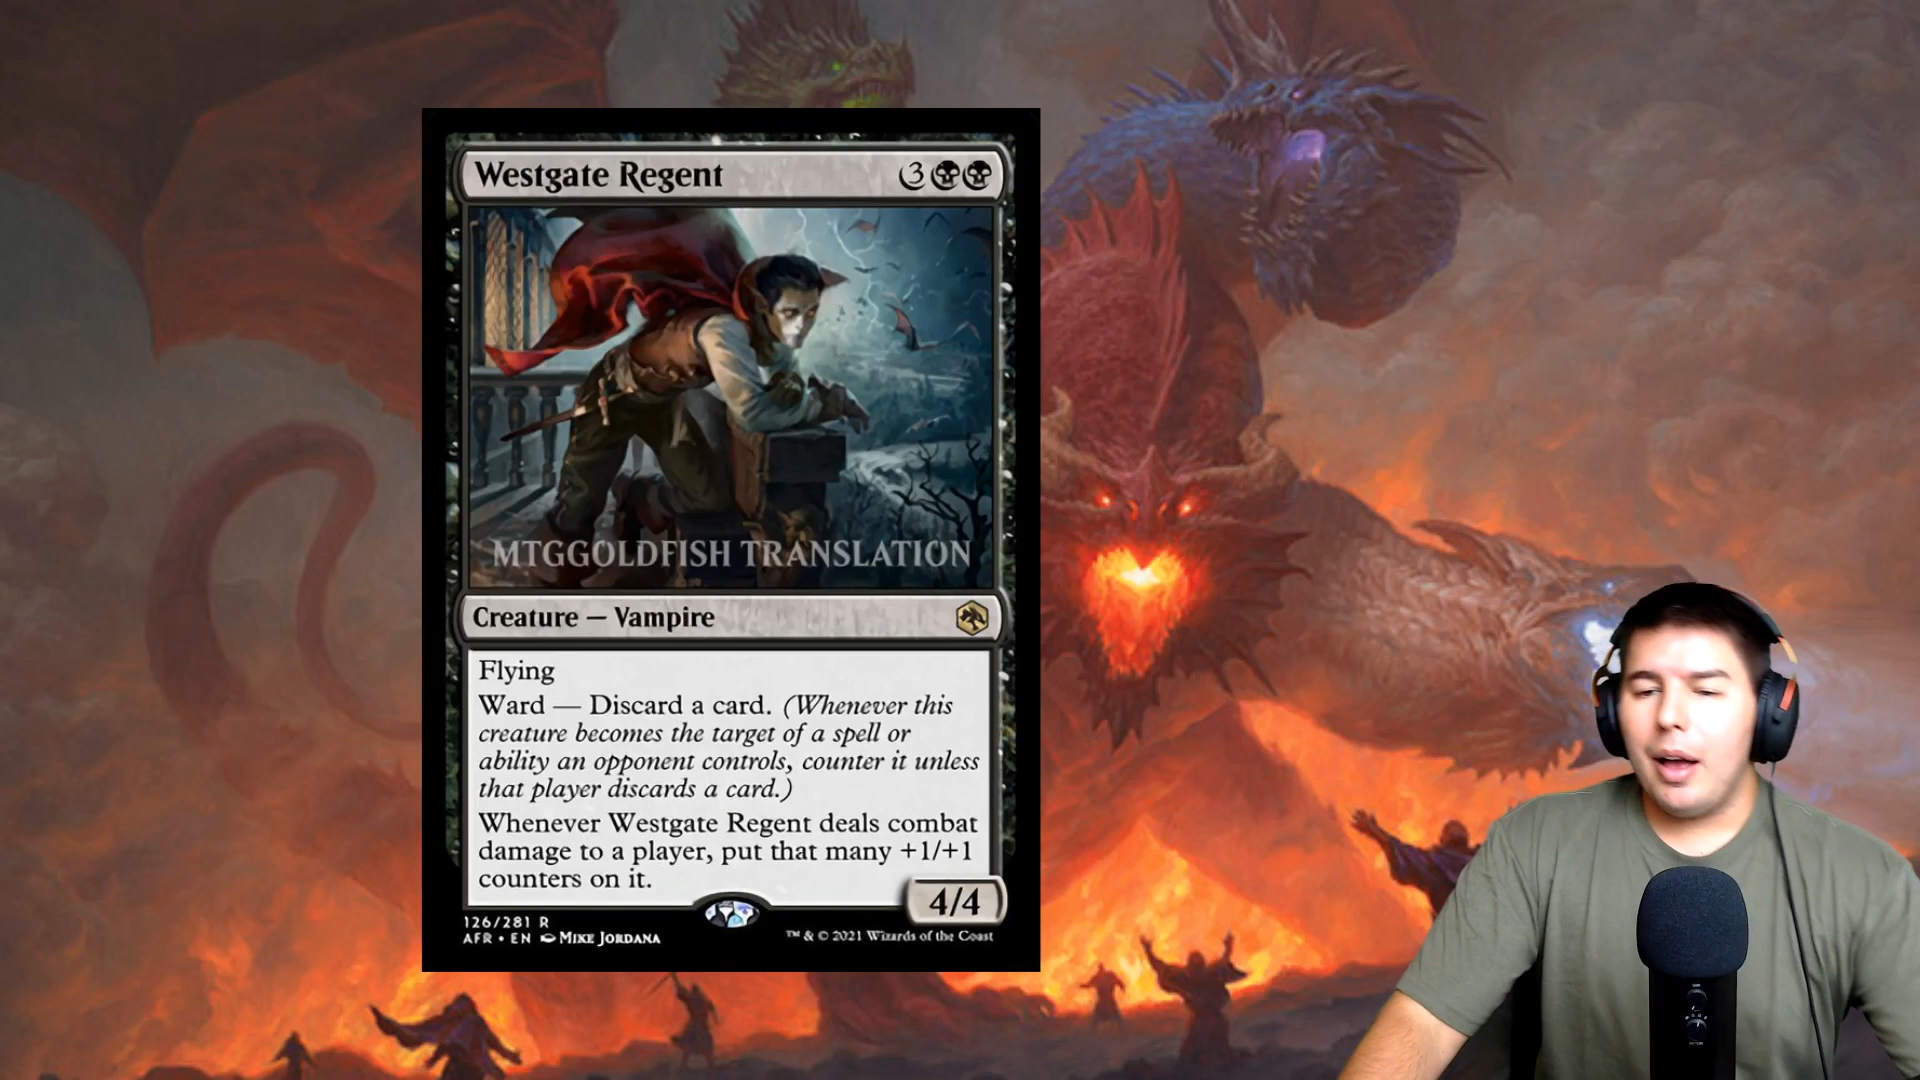 Westgate Regent 3
MTGGOLDFISH TRANSLATION
Creature — Vampire
Flying
Ward — Discard a card. (Whenever this
creature becomes the target of a spell or
ability an opponent controls, counter it unless
that player discards a card.)
Whenever Westgate Regent deals combat
damage to a player, put that many +1/+1
counters on it.
4/4
126/281 R
AFR • EN Mike Jordana
™ & © 2021 Wizards of the Coast